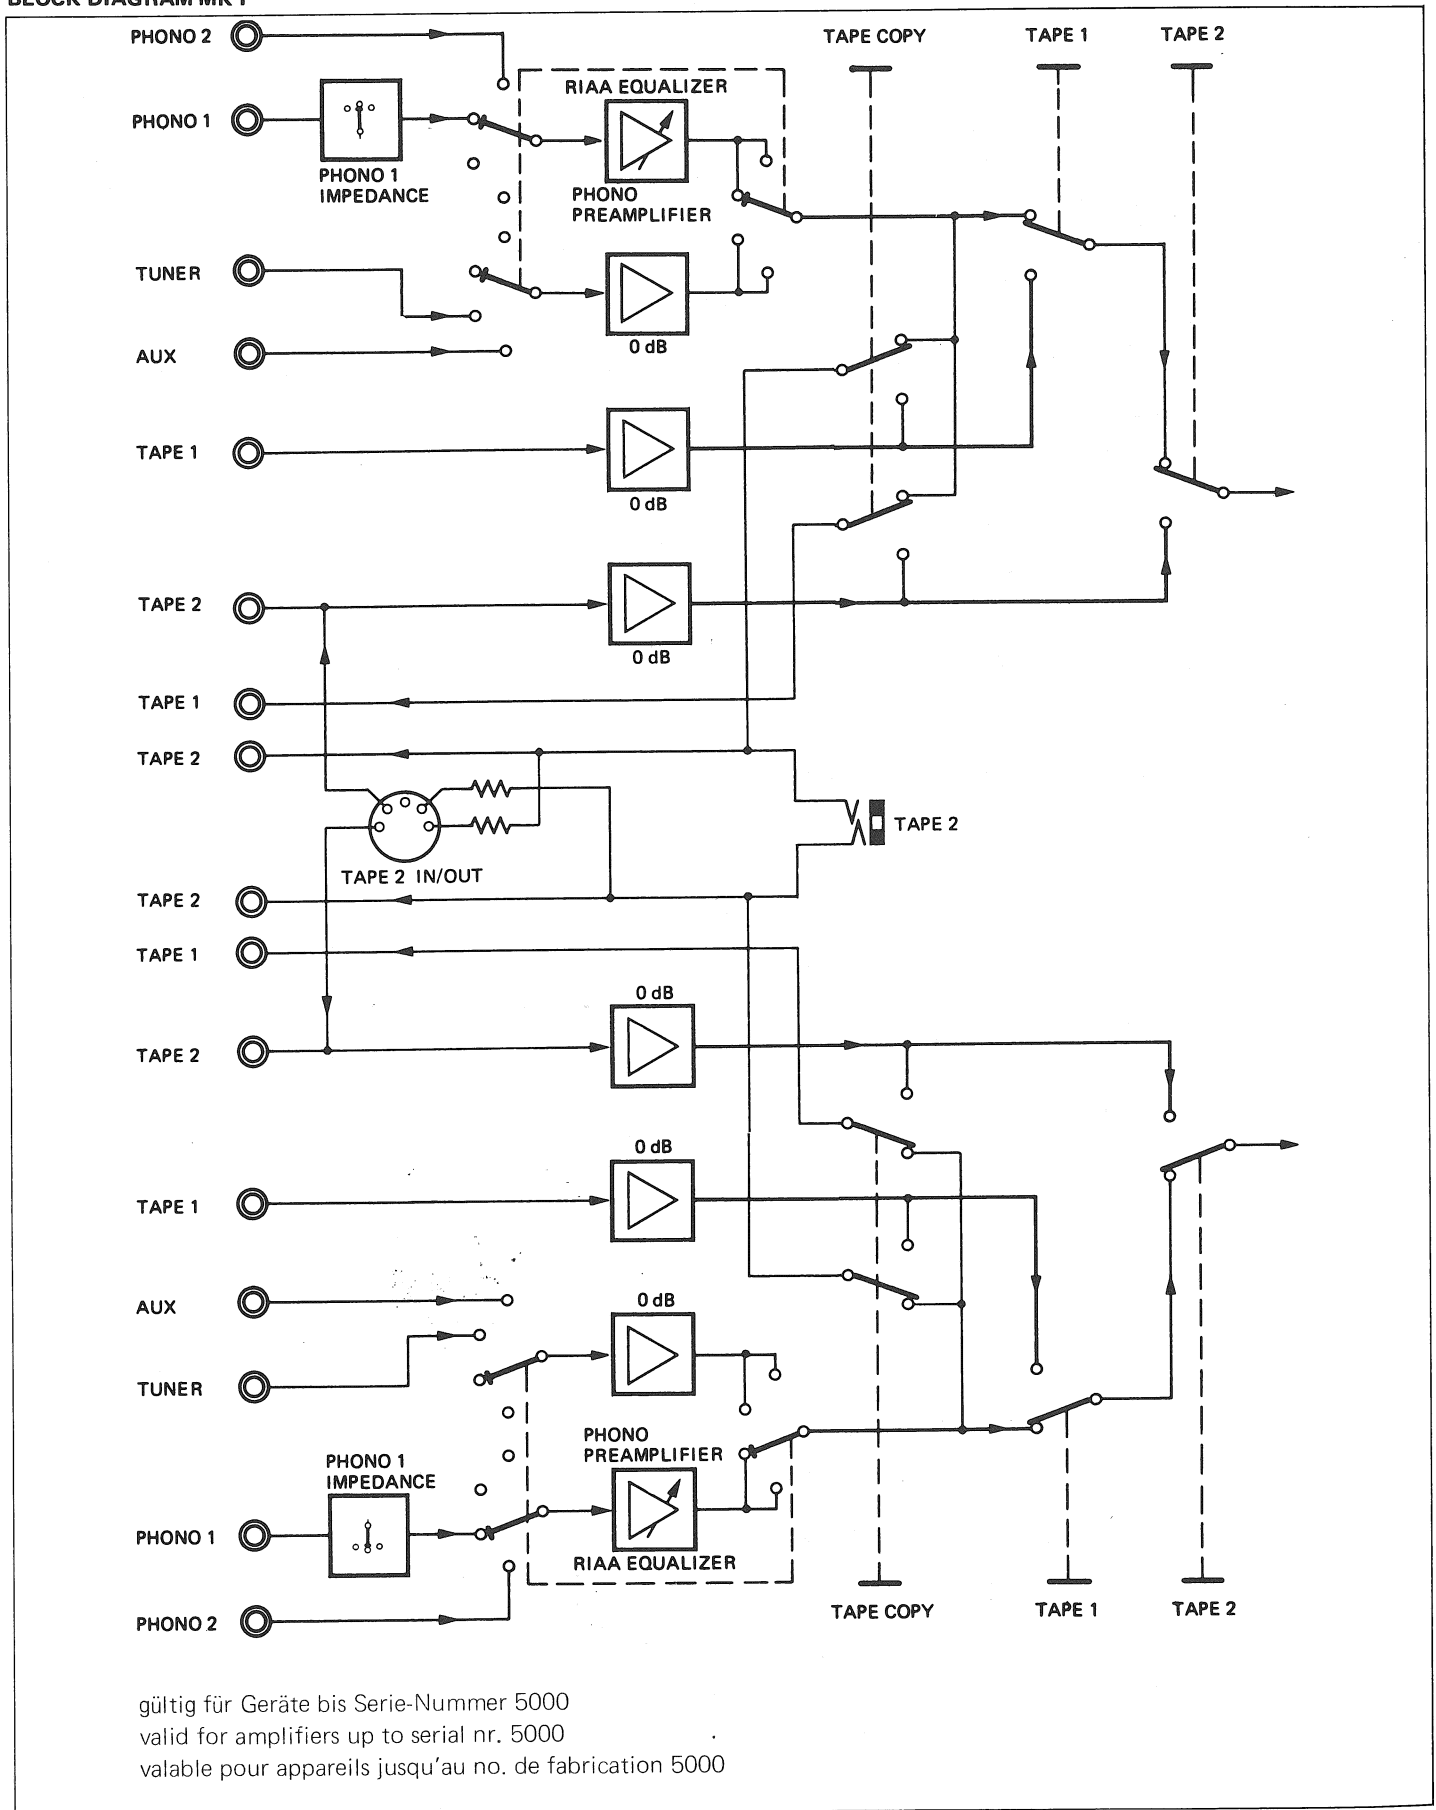 BLOCK DIAGRAM MK I
PHONO 2
TAPE COPY
TAPE 1
TAPE 2
RIAA EQUALIZER
PHONO 1
PHONO 1
IMPEDANCE
PHONO
PREAMPLIFIER
TUNER
AUX
0 dB
TAPE 1
0 dB
TAPE 2
0 dB
TAPE 1
TAPE 2
TAPE 2
TAPE 2 IN/OUT
TAPE 2
TAPE 1
0 dB
TAPE 2
0 dB
TAPE 1
AUX
0 dB
TUNER
PHONO
PREAMPLIFIER
PHONO 1
IMPEDANCE
PHONO 1
RIAA EQUALIZER
TAPE COPY
TAPE 1
TAPE 2
PHONO 2
gültig für Geräte bis Serie-Nummer 5000
valid for amplifiers up to serial nr. 5000
valable pour appareils jusqu'au no. de fabrication 5000